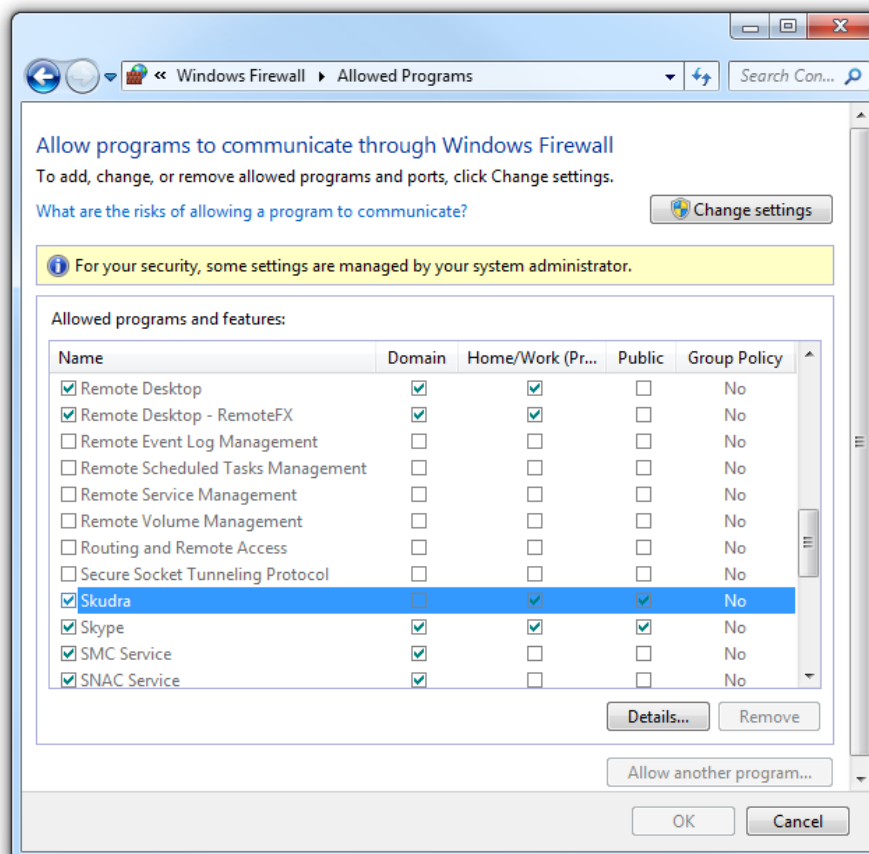 « Windows Firewall ▸ Allowed Programs Search Con...
Allow programs to communicate through Windows Firewall
To add, change, or remove allowed programs and ports, click Change settings.
What are the risks of allowing a program to communicate?
Change settings
For your security, some settings are managed by your system administrator.
Allowed programs and features:
Name Domain Home/Work (Pr... Public Group Policy
Remote Desktop No
Remote Desktop - RemoteFX No
Remote Event Log Management No
Remote Scheduled Tasks Management No
Remote Service Management No
Remote Volume Management No
Routing and Remote Access No
Secure Socket Tunneling Protocol No
Skudra No
Skype No
SMC Service No
SNAC Service No
Details... Remove
Allow another program...
OK Cancel